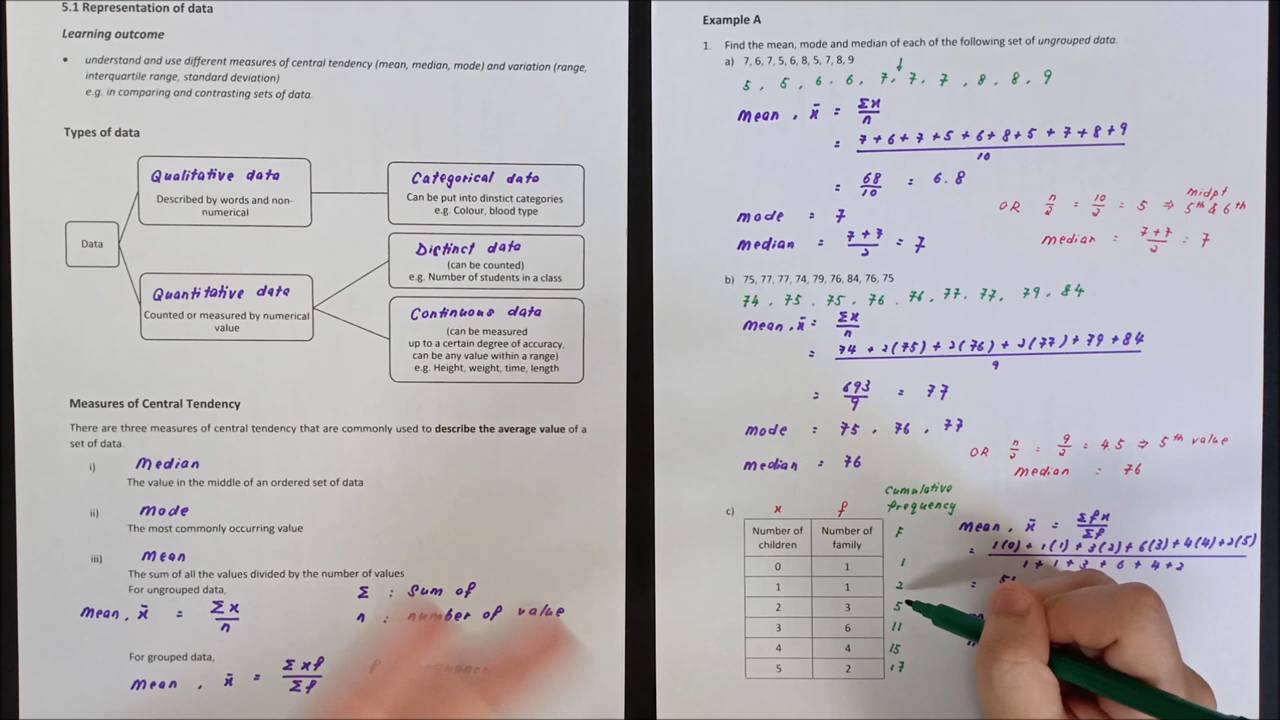 5.1 Representation of data
Learning outcome
• understand and use different measures of central tendency (mean, median, mode) and variation (range,
interquartile range, standard deviation)
e.g. in comparing and contrasting sets of data.
Types of data
Data
Qualitative data
Described by words and non-
numerical
Categorical data
Can be put into dinstict categories
e.g. Colour, blood type
Distinct data
(can be counted)
e.g. Number of students in a class
Quantitative data
Counted or measured by numerical
value
Continuous data
(can be measured
up to a certain degree of accuracy,
can be any value within a range)
e.g. Height, weight, time, length
Measures of Central Tendency
There are three measures of central tendency that are commonly used to describe the average value of a
set of data.
i) Median
The value in the middle of an ordered set of data
ii) mode
The most commonly occurring value
iii) mean
The sum of all the values divided by the number of values
For ungrouped data,
mean, x̄ = Σx/n
Σ : sum of
n : number of value
For grouped data,
mean , x̄ = Σxf/Σf
Example A
1. Find the mean, mode and median of each of the following set of ungrouped data.
a) 7, 6, 7, 5, 6, 8, 5, 7, 8, 9
5 , 5 , 6 , 6 , 7 , 7 , 7 , 8 , 8 , 9
mean , x̄ = Σx/n
= 7 + 6 + 7 + 5 + 6 + 8 + 5 + 7 + 8 + 9 / 10
= 68/10 = 6.8
mode = 7
median = 7 + 7 / 2 = 7
OR n/2 = 10/2 = 5 ⇒ midpt 5th & 6th
median = 7+7 / 2 = 7
b) 75, 77, 77, 74, 79, 76, 84, 76, 75
74 , 75 , 75 , 76 , 76 , 77 , 77 , 79 , 84
mean , x̄ = Σx/n
= 74 + 2(75) + 2(76) + 2(77) + 79 + 84 / 9
= 693/9 = 77
mode = 75 , 76 , 77
median = 76
OR n/2 = 9/2 = 4.5 ⇒ 5th value
median = 76
c)
x f Cumulative frequency
Number of children Number of family F
0 1 1
1 1 2
2 3 5
3 6 11
4 4 15
5 2 17
mean , x̄ = Σfx/Σf
= 1(0) + 1(1) + 3(2) + 6(3) + 4(4) + 2(5) / 1 + 1 + 3 + 6 + 4 + 2
=